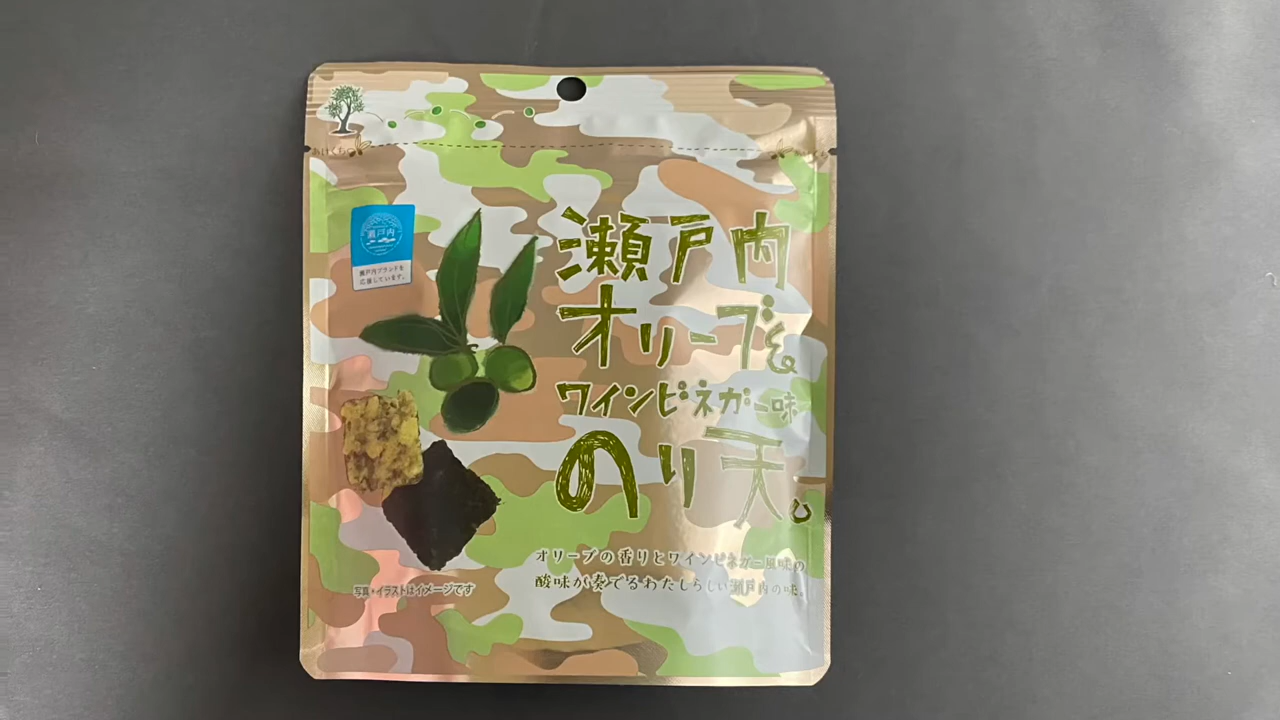 あけくち
瀬戸内
瀬戸内ブランドを
応援しています。
瀬戸内
オリーブ&
ワインビネガー味
のり天。
オリーブの香りとワインビネガー風味の
酸味が奏でるわたしらしい瀬戸内の味。
写真・イラストはイメージです